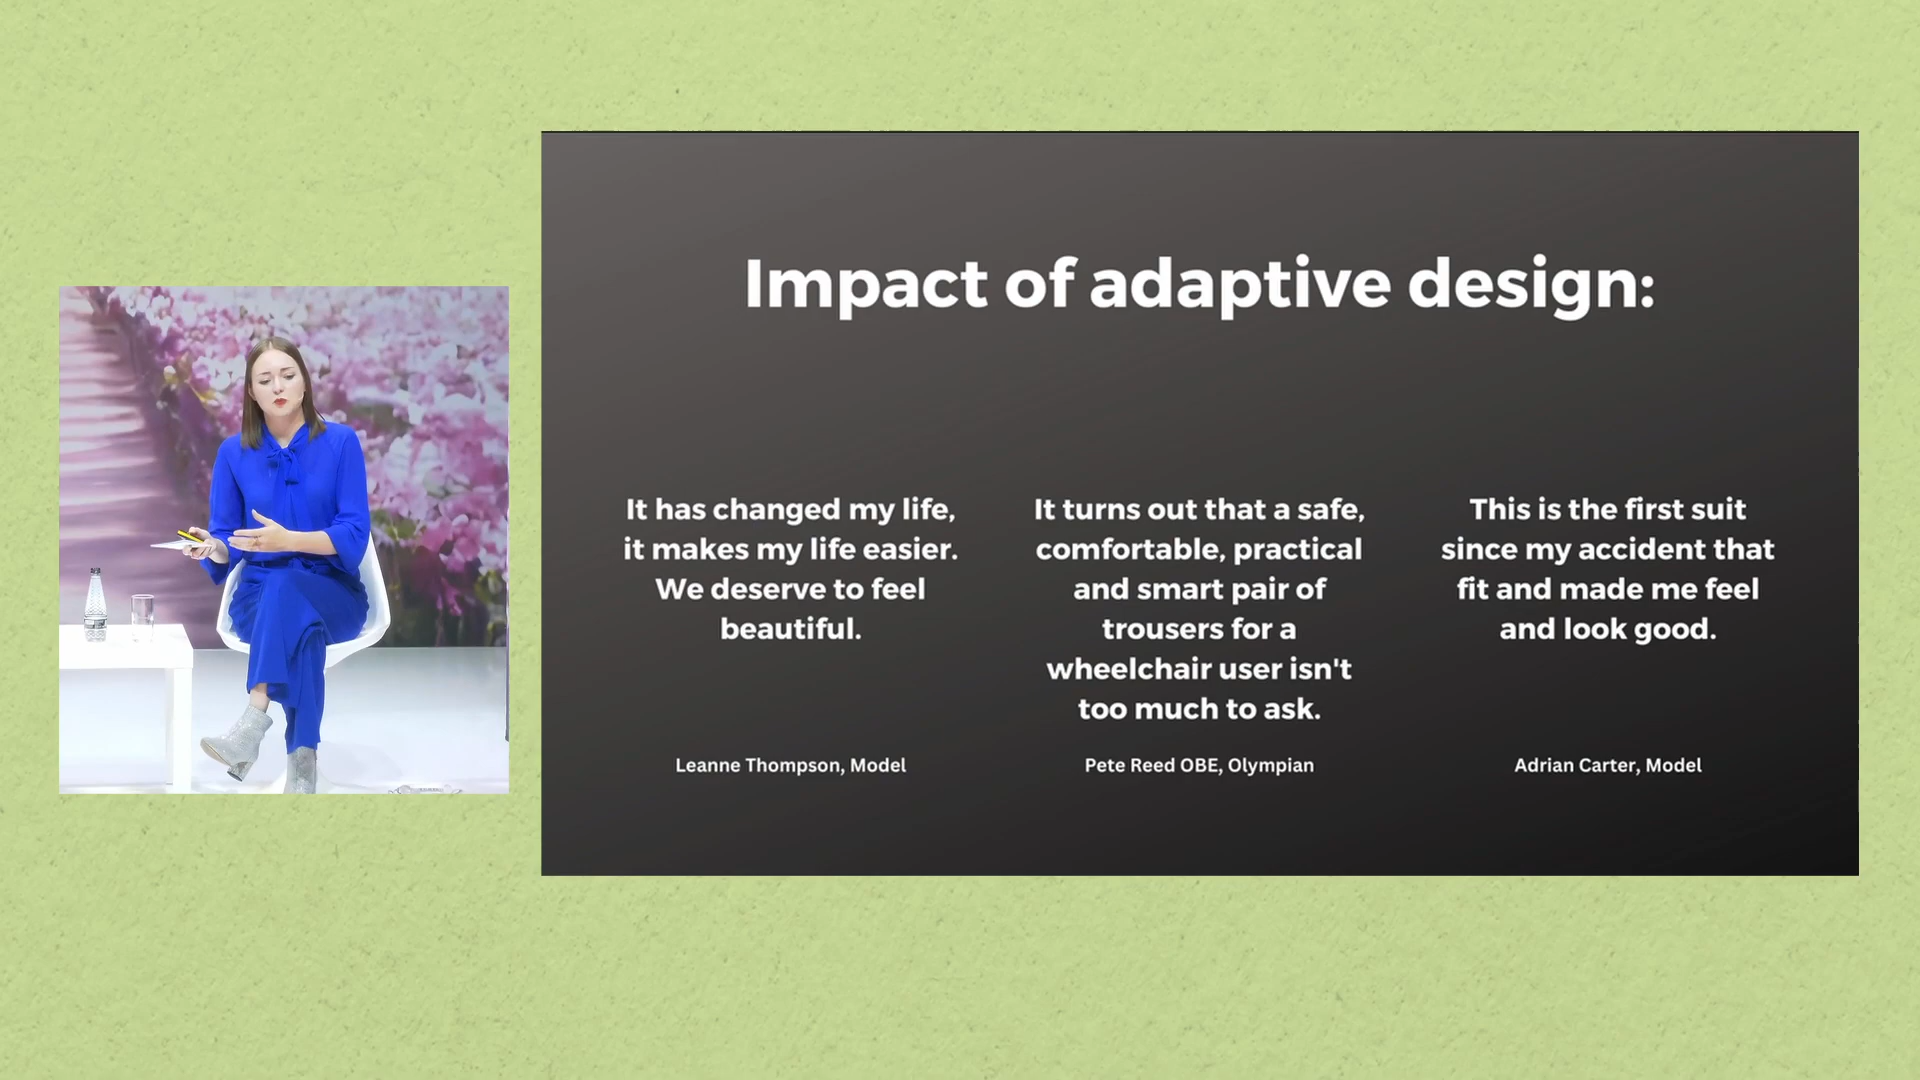 Impact of adaptive design:
It has changed my life,
it makes my life easier.
We deserve to feel
beautiful.
Leanne Thompson, Model
It turns out that a safe,
comfortable, practical
and smart pair of
trousers for a
wheelchair user isn't
too much to ask.
Pete Reed OBE, Olympian
This is the first suit
since my accident that
fit and made me feel
and look good.
Adrian Carter, Model